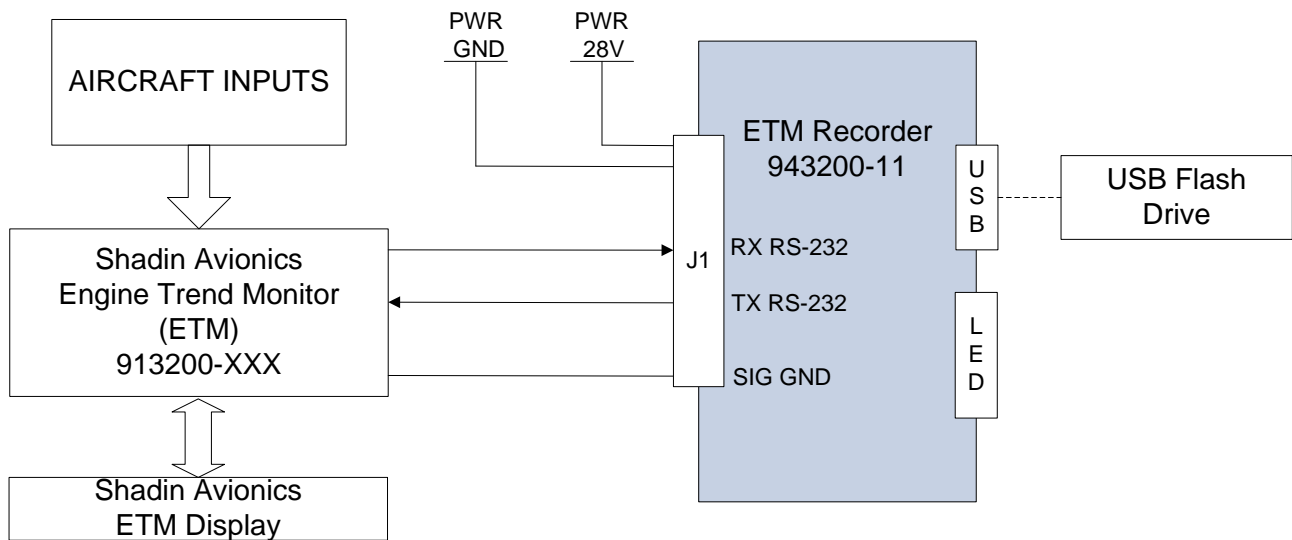 AIRCRAFT INPUTS
PWR
GND
PWR
28V
ETM Recorder
943200-11
J1
RX RS-232
TX RS-232
SIG GND
U
S
B
L
E
D
USB Flash
Drive
Shadin Avionics
Engine Trend Monitor
(ETM)
913200-XXX
Shadin Avionics
ETM Display